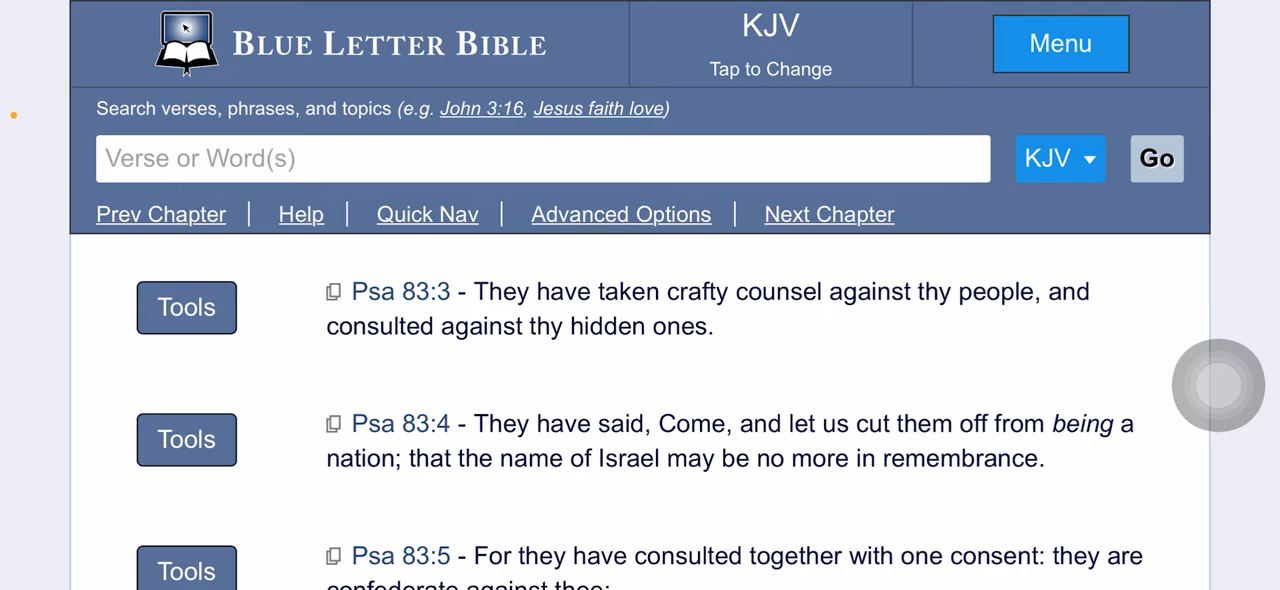 BLUE LETTER BIBLE
KJV
Tap to Change
Menu
Search verses, phrases, and topics (e.g. John 3:16, Jesus faith love)
Verse or Word(s)
KJV
Go
Prev Chapter | Help | Quick Nav | Advanced Options | Next Chapter
Tools
Psa 83:3 - They have taken crafty counsel against thy people, and
consulted against thy hidden ones.
Tools
Psa 83:4 - They have said, Come, and let us cut them off from being a
nation; that the name of Israel may be no more in remembrance.
Tools
Psa 83:5 - For they have consulted together with one consent: they are
confederate against thee: